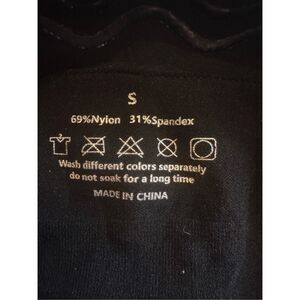 S
69%Nylon 31%Spandex
Wash different colors separately
do not soak for a long time
MADE IN CHINA